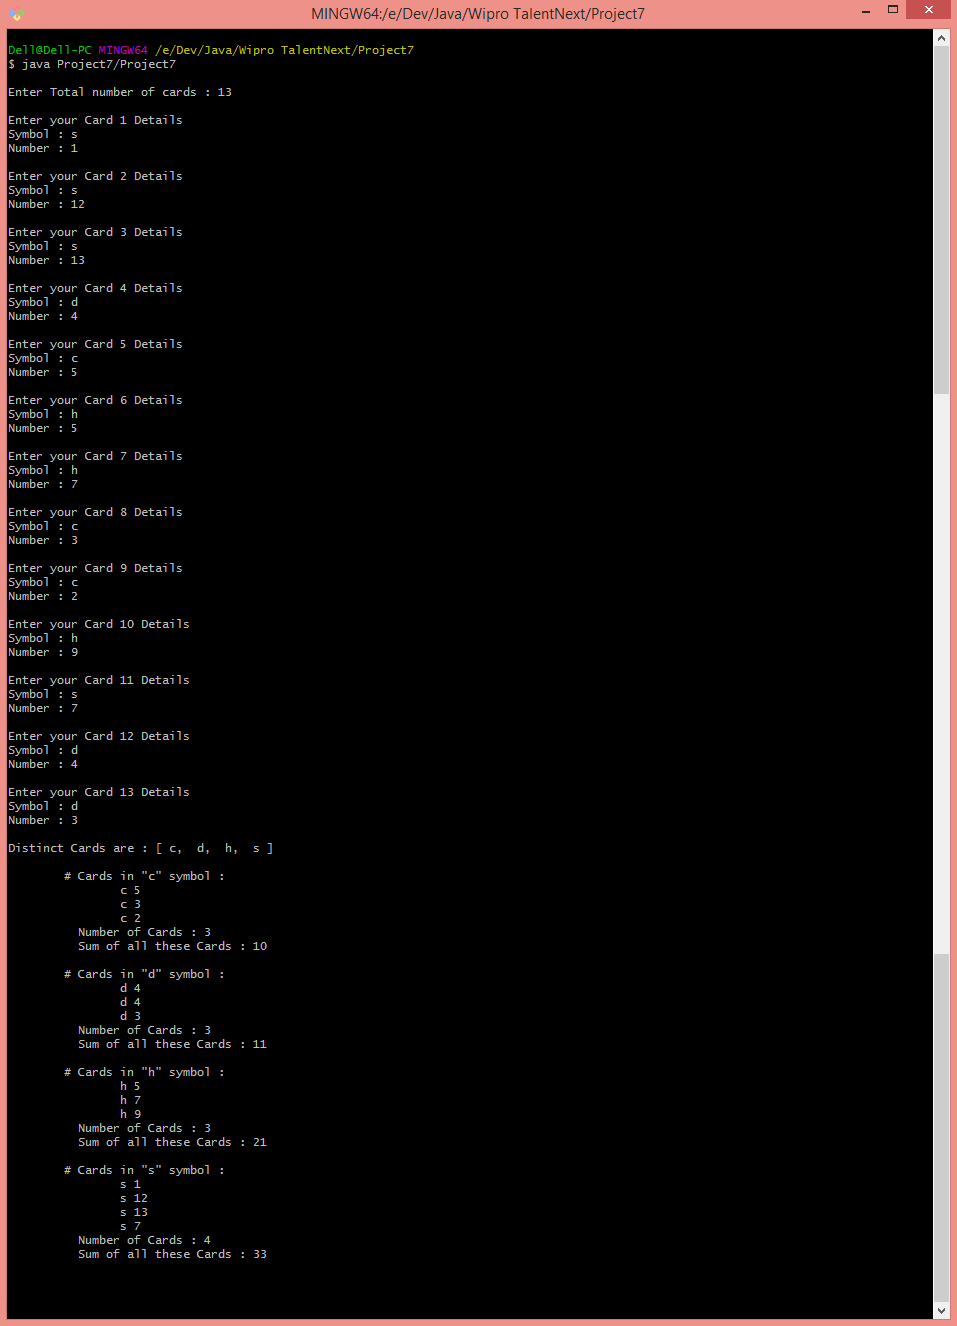 MINGW64:/e/Dev/Java/Wipro TalentNext/Project7
Dell@Dell-PC MINGW64 /e/Dev/Java/Wipro TalentNext/Project7
$ java Project7/Project7
Enter Total number of cards : 13
Enter your Card 1 Details
Symbol : s
Number : 1
Enter your Card 2 Details
Symbol : s
Number : 12
Enter your Card 3 Details
Symbol : s
Number : 13
Enter your Card 4 Details
Symbol : d
Number : 4
Enter your Card 5 Details
Symbol : c
Number : 5
Enter your Card 6 Details
Symbol : h
Number : 5
Enter your Card 7 Details
Symbol : h
Number : 7
Enter your Card 8 Details
Symbol : c
Number : 3
Enter your Card 9 Details
Symbol : c
Number : 2
Enter your Card 10 Details
Symbol : h
Number : 9
Enter your Card 11 Details
Symbol : s
Number : 7
Enter your Card 12 Details
Symbol : d
Number : 4
Enter your Card 13 Details
Symbol : d
Number : 3
Distinct Cards are : [ c,  d,  h,  s ]
# Cards in "c" symbol :
c 5
c 3
c 2
Number of Cards : 3
Sum of all these Cards : 10
# Cards in "d" symbol :
d 4
d 4
d 3
Number of Cards : 3
Sum of all these Cards : 11
# Cards in "h" symbol :
h 5
h 7
h 9
Number of Cards : 3
Sum of all these Cards : 21
# Cards in "s" symbol :
s 1
s 12
s 13
s 7
Number of Cards : 4
Sum of all these Cards : 33